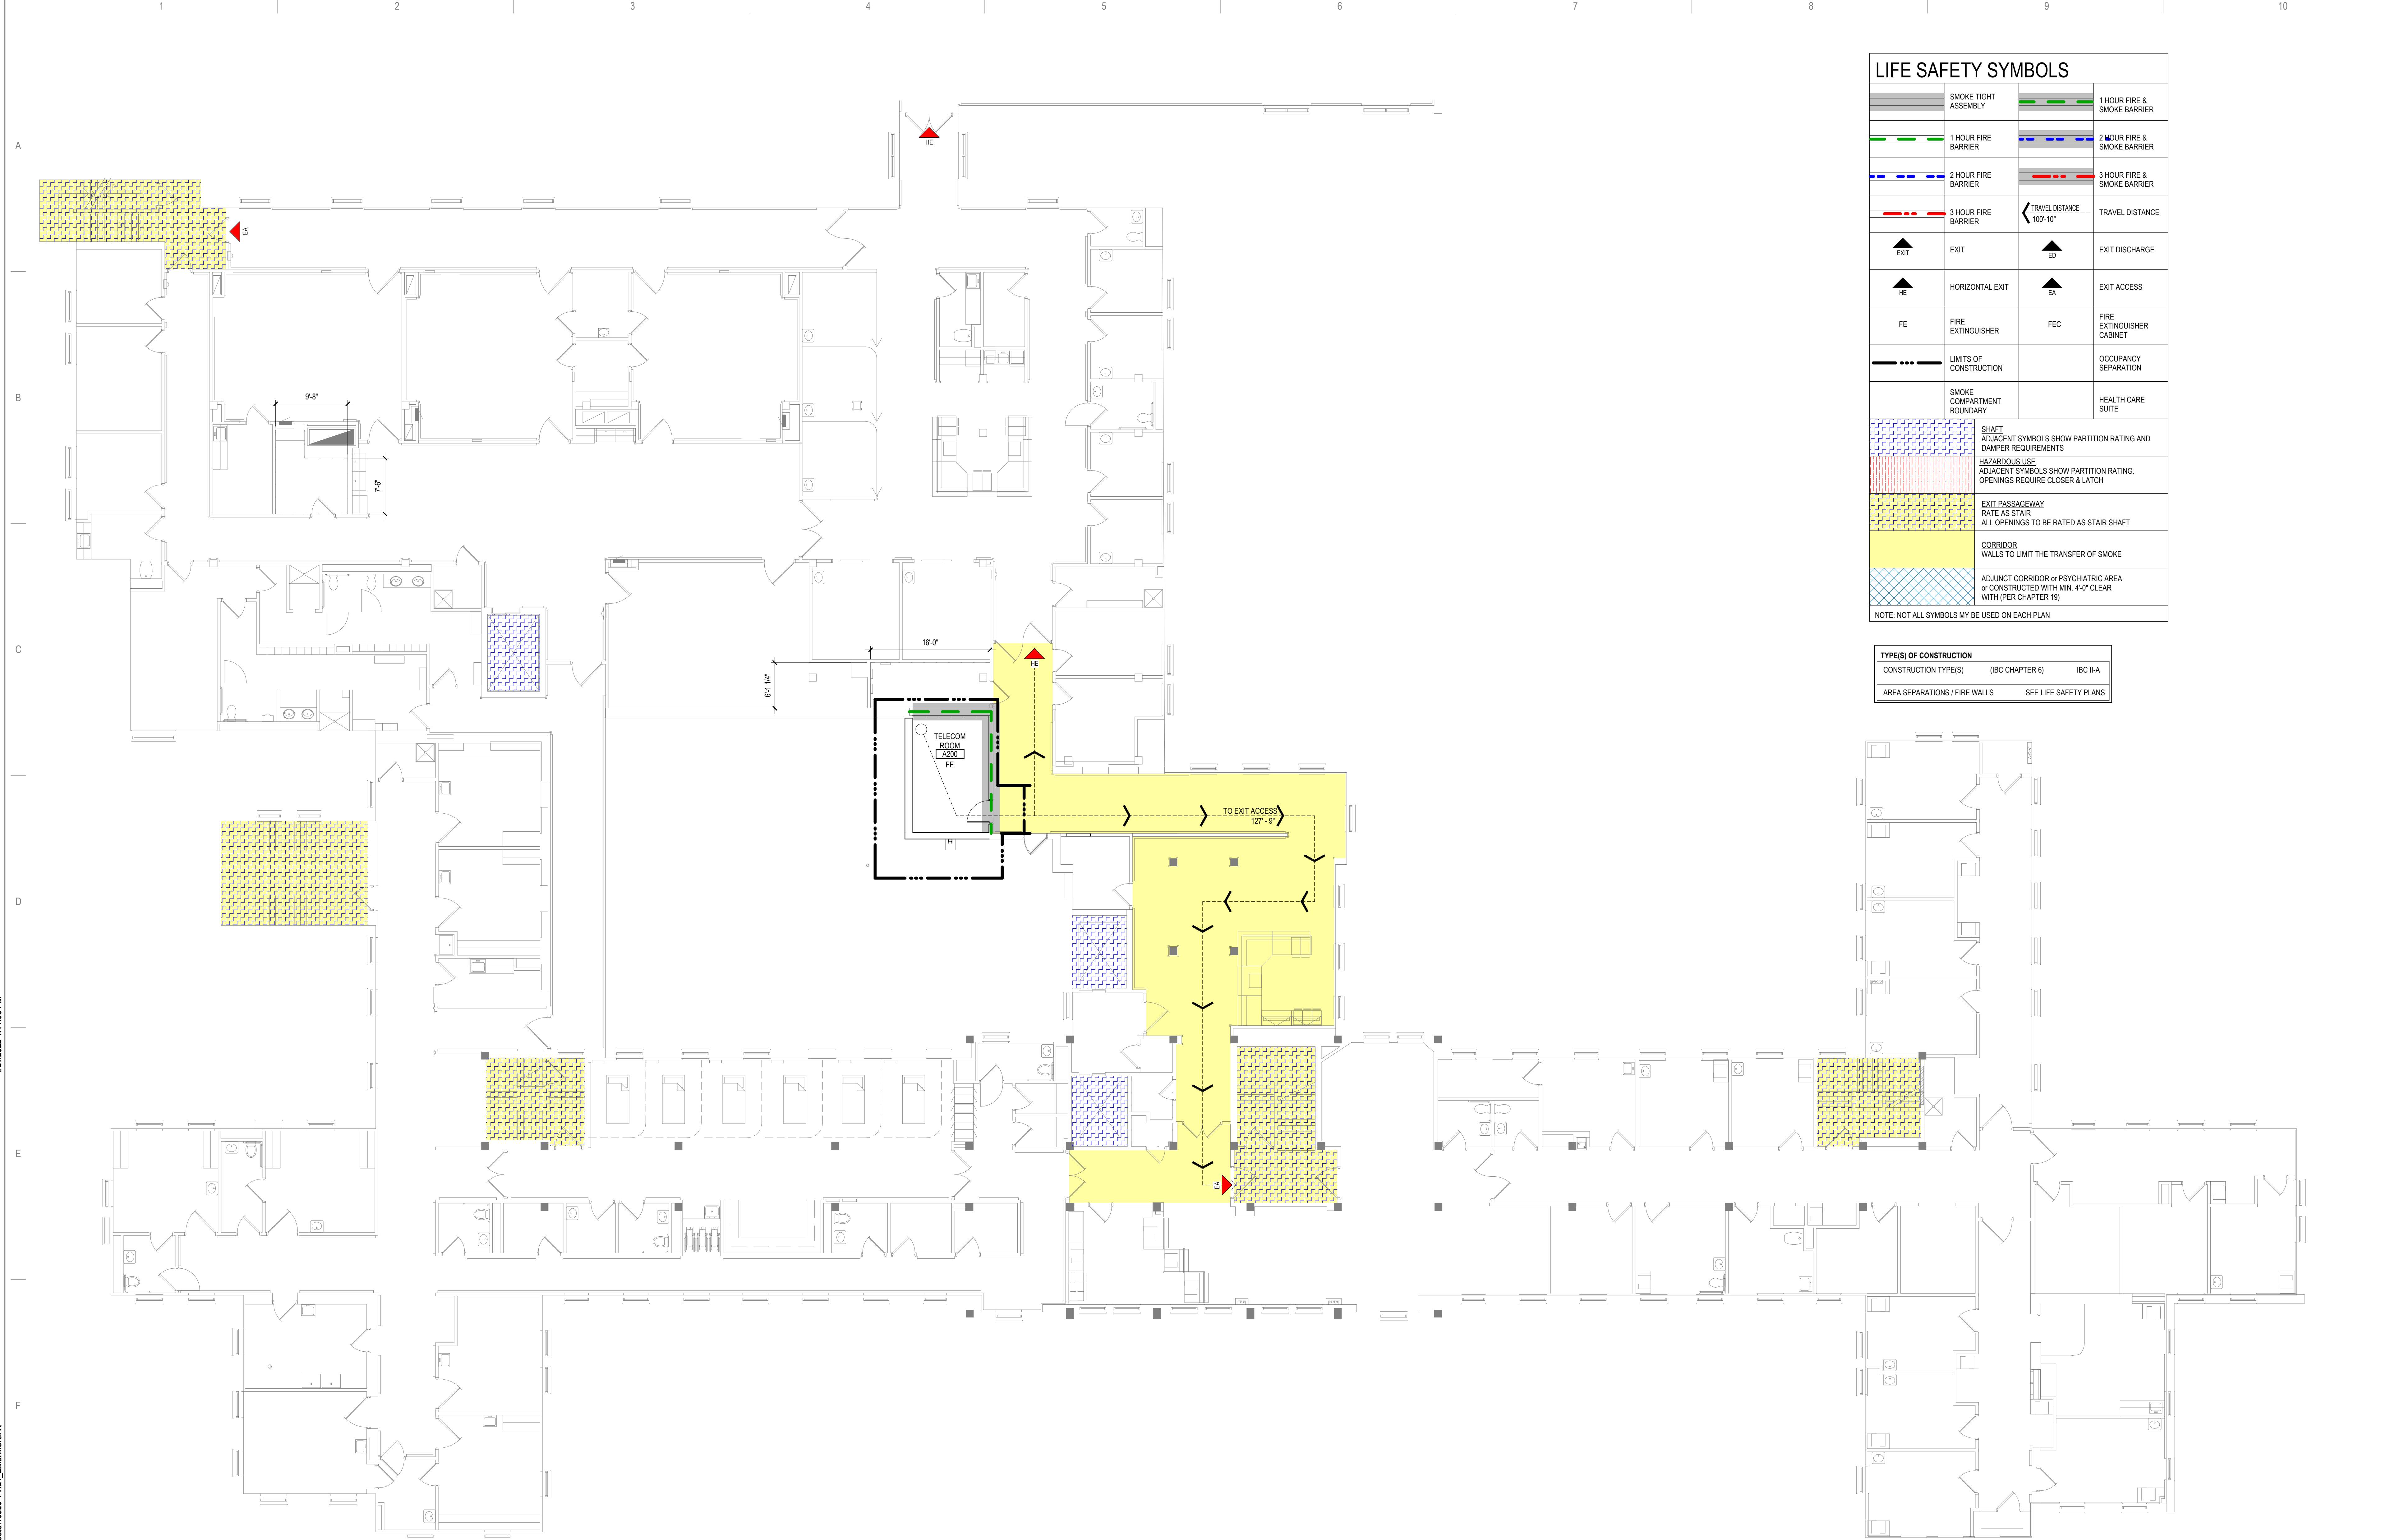 1 2 3 4 5 6 7 8 9 10
A
B
C
D
E
F
LIFE SAFETY SYMBOLS
SMOKE TIGHT
ASSEMBLY
1 HOUR FIRE &
SMOKE BARRIER
1 HOUR FIRE
BARRIER
2 HOUR FIRE &
SMOKE BARRIER
2 HOUR FIRE
BARRIER
3 HOUR FIRE &
SMOKE BARRIER
3 HOUR FIRE
BARRIER
TRAVEL DISTANCE
100'-10"
TRAVEL DISTANCE
EXIT
EXIT
ED
EXIT DISCHARGE
HE
HORIZONTAL EXIT
EA
EXIT ACCESS
FE
FIRE
EXTINGUISHER
FEC
FIRE
EXTINGUISHER
CABINET
LIMITS OF
CONSTRUCTION
OCCUPANCY
SEPARATION
SMOKE
COMPARTMENT
BOUNDARY
HEALTH CARE
SUITE
SHAFT
ADJACENT SYMBOLS SHOW PARTITION RATING AND
DAMPER REQUIREMENTS
HAZARDOUS USE
ADJACENT SYMBOLS SHOW PARTITION RATING.
OPENINGS REQUIRE CLOSER & LATCH
EXIT PASSAGEWAY
RATE AS STAIR
ALL OPENINGS TO BE RATED AS STAIR SHAFT
CORRIDOR
WALLS TO LIMIT THE TRANSFER OF SMOKE
ADJUNCT CORRIDOR or PSYCHIATRIC AREA
or CONSTRUCTED WITH MIN. 4'-0" CLEAR
WITH (PER CHAPTER 19)
NOTE: NOT ALL SYMBOLS MY BE USED ON EACH PLAN
TYPE(S) OF CONSTRUCTION
CONSTRUCTION TYPE(S) (IBC CHAPTER 6) IBC II-A
AREA SEPARATIONS / FIRE WALLS SEE LIFE SAFETY PLANS
HE
EA
9'-8"
7'-6"
16'-0"
6'-1 1/4"
HE
TELECOM
ROOM
A200
FE
TO EXIT ACCESS
127' - 9"
EA